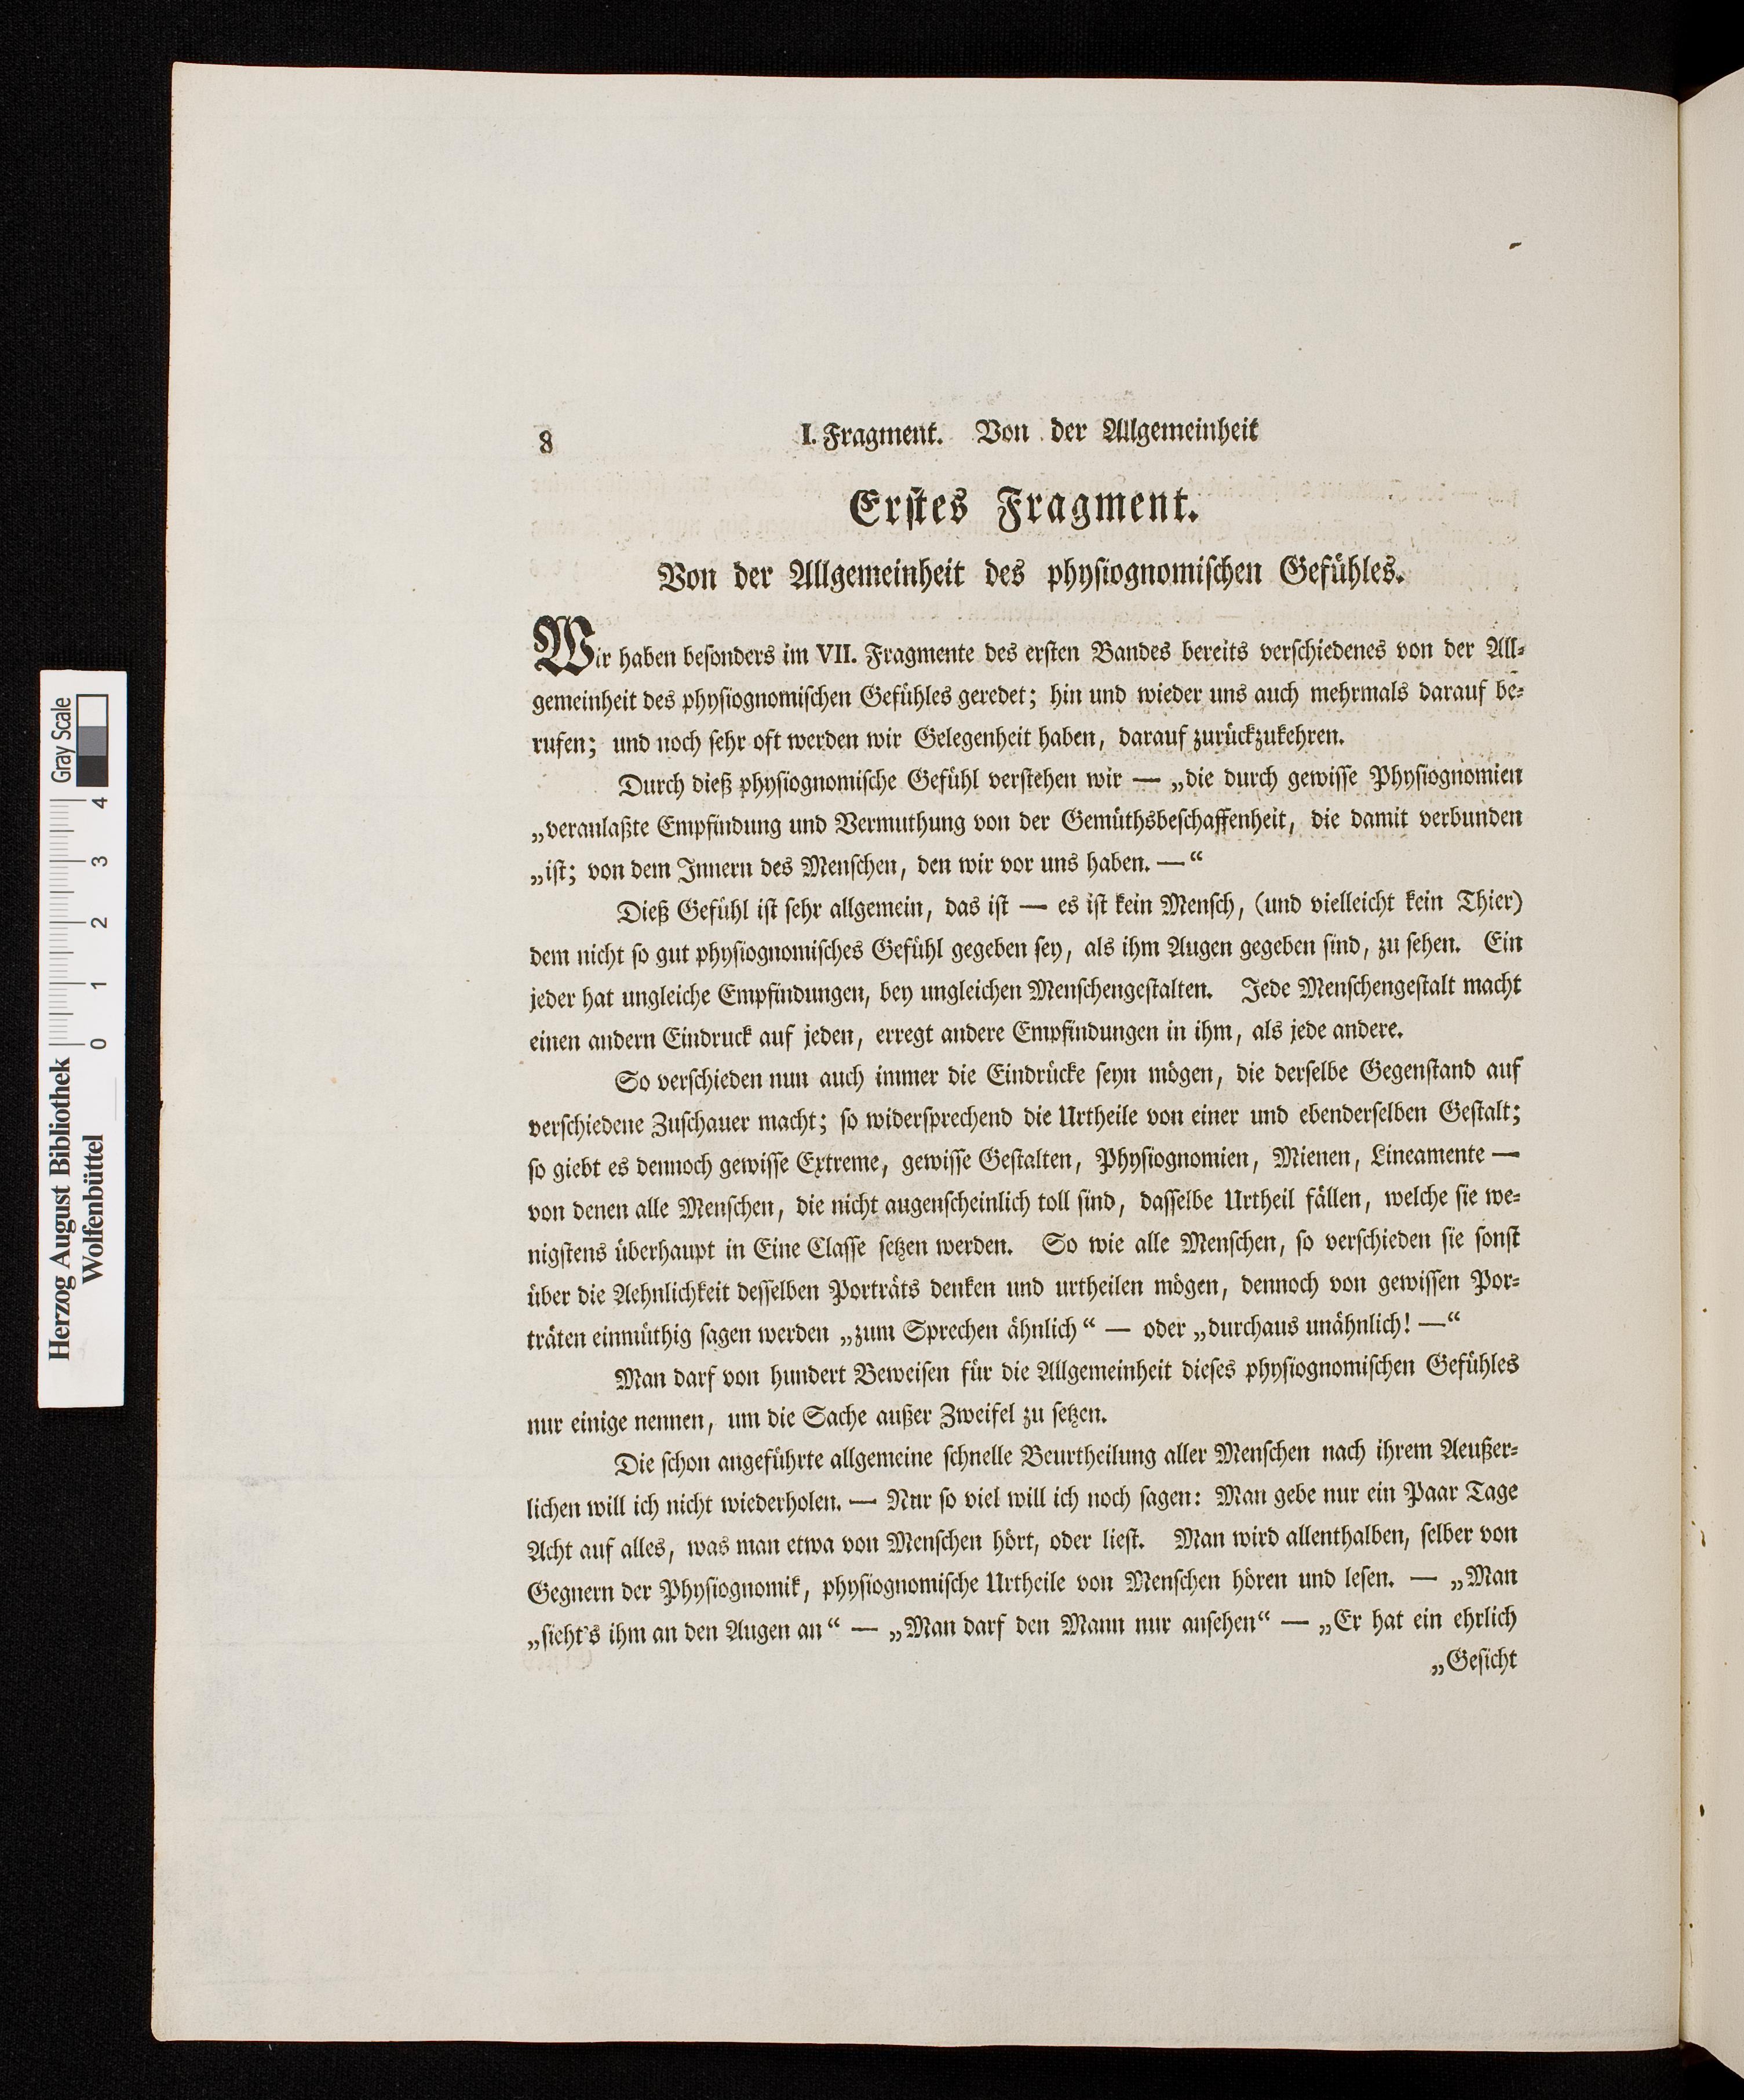 8 I. Fragment. Von der Allgemeinheit
Erſtes Fragment.
Von der Allgemeinheit des phyſiognomiſchen Gefühles.
Wir haben beſonders im VII. Fragmente des erſten Bandes bereits verſchiedenes von der All-
gemeinheit des phyſiognomiſchen Gefühles geredet; hin und wieder uns auch mehrmals darauf be-
rufen; und noch ſehr oft werden wir Gelegenheit haben, darauf zurückzukehren.
Durch dieß phyſiognomiſche Gefühl verſtehen wir — „die durch gewiſſe Phyſiognomien
„veranlaßte Empfindung und Vermuthung von der Gemüthsbeſchaffenheit, die damit verbunden
„iſt; von dem Innern des Menſchen, den wir vor uns haben. —“
Dieß Gefühl iſt ſehr allgemein, das iſt — es iſt kein Menſch, (und vielleicht kein Thier)
dem nicht ſo gut phyſiognomiſches Gefühl gegeben ſey, als ihm Augen gegeben ſind, zu ſehen. Ein
jeder hat ungleiche Empfindungen, bey ungleichen Menſchengeſtalten. Jede Menſchengeſtalt macht
einen andern Eindruck auf jeden, erregt andere Empfindungen in ihm, als jede andere.
So verſchieden nun auch immer die Eindrücke ſeyn mögen, die derſelbe Gegenſtand auf
verſchiedene Zuſchauer macht; ſo widerſprechend die Urtheile von einer und ebenderſelben Geſtalt;
ſo giebt es dennoch gewiſſe Extreme, gewiſſe Geſtalten, Phyſiognomien, Mienen, Lineamente —
von denen alle Menſchen, die nicht augenſcheinlich toll ſind, daſſelbe Urtheil fällen, welche ſie we-
nigſtens überhaupt in Eine Claſſe ſetzen werden. So wie alle Menſchen, ſo verſchieden ſie ſonſt
über die Aehnlichkeit deſſelben Porträts denken und urtheilen mögen, dennoch von gewiſſen Por-
träten einmüthig ſagen werden „zum Sprechen ähnlich“ — oder „durchaus unähnlich! —“
Man darf von hundert Beweiſen für die Allgemeinheit dieſes phyſiognomiſchen Gefühles
nur einige nennen, um die Sache außer Zweifel zu ſetzen.
Die ſchon angeführte allgemeine ſchnelle Beurtheilung aller Menſchen nach ihrem Aeußer-
lichen will ich nicht wiederholen. — Nur ſo viel will ich noch ſagen: Man gebe nur ein Paar Tage
Acht auf alles, was man etwa von Menſchen hört, oder lieſt. Man wird allenthalben, ſelber von
Gegnern der Phyſiognomik, phyſiognomiſche Urtheile von Menſchen hören und leſen. — „Man
„ſieht's ihm an den Augen an“ — „Man darf den Mann nur anſehen“ — „Er hat ein ehrlich
„Geſicht
Herzog August Bibliothek
Wolfenbüttel
0 1 2 3 4
Gray Scale